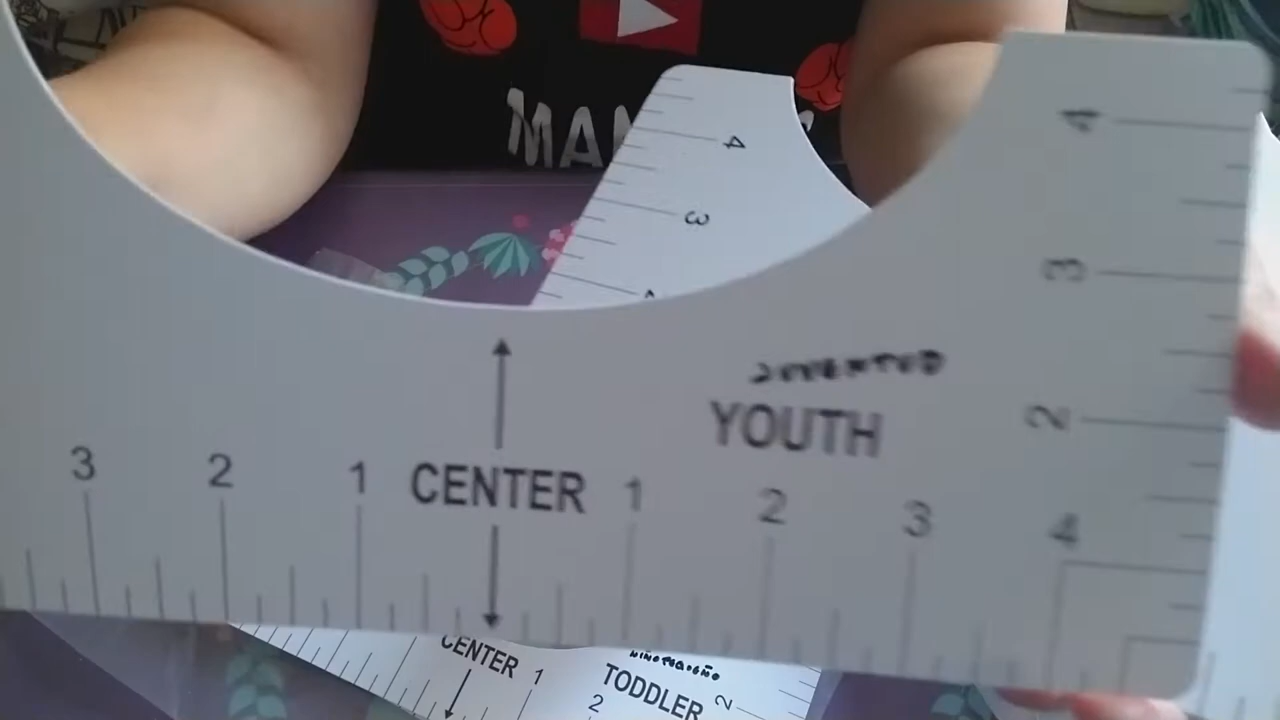 MAM
4
3
4
3
JUVENTUD
YOUTH
2
3 2 1 CENTER 1 2 3 4
CENTER 1
NIÑO PEQUEÑO
TODDLER
2 2